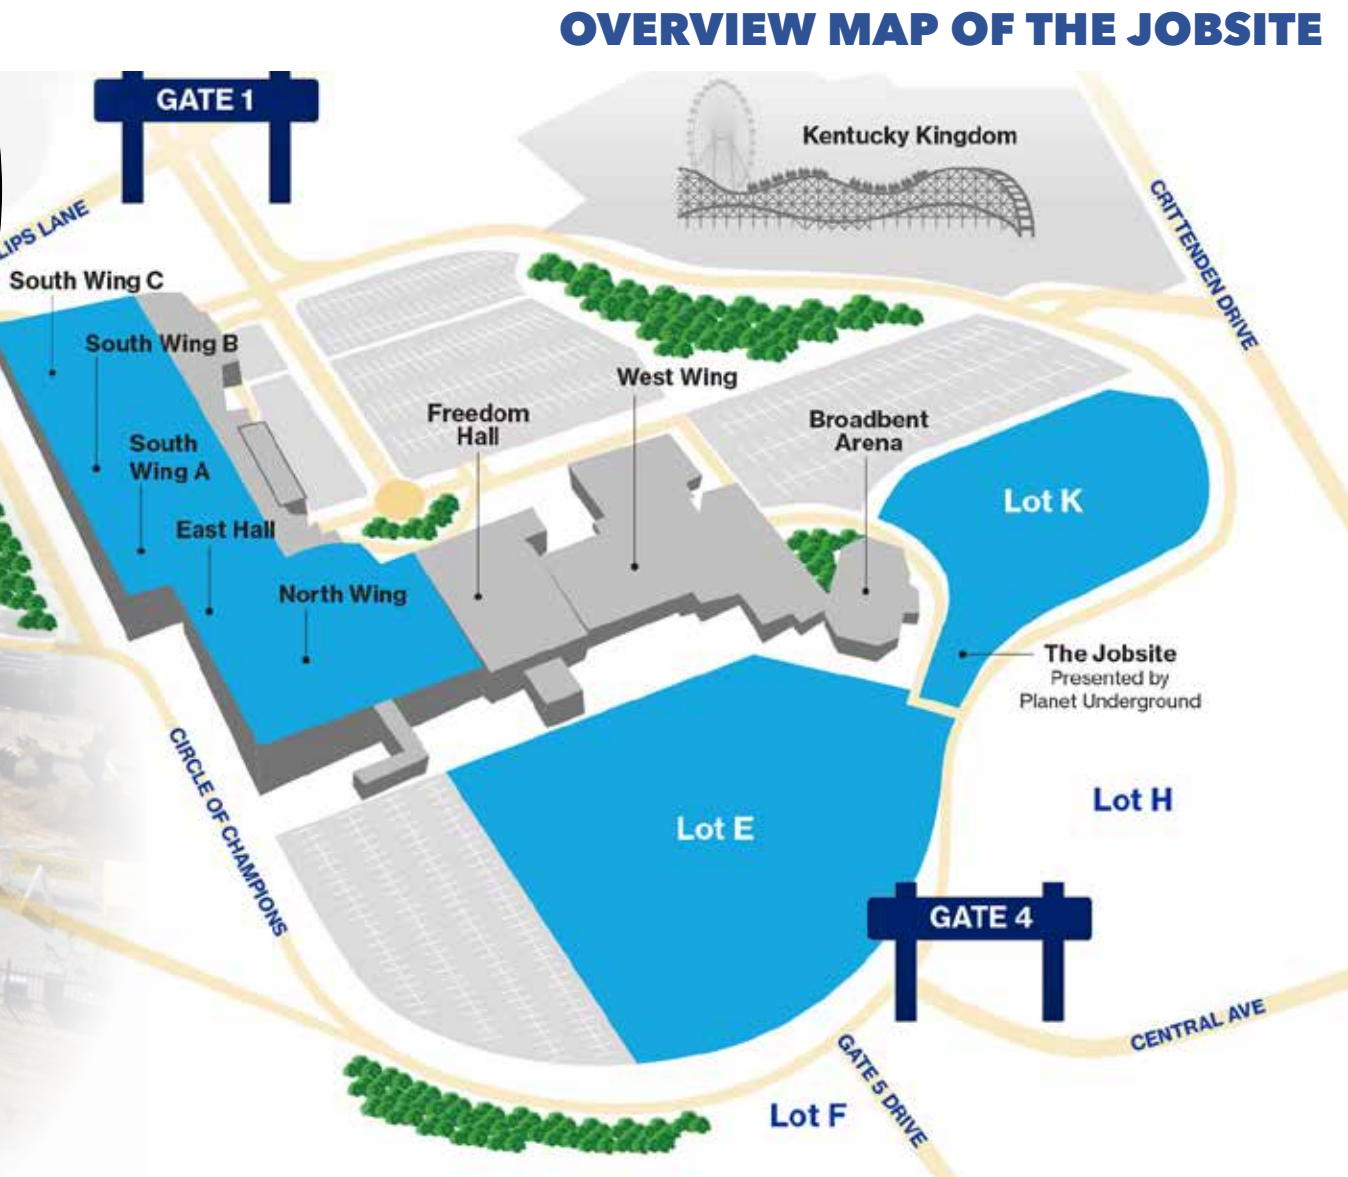 OVERVIEW MAP OF THE JOBSITE
GATE 1
Kentucky Kingdom
CRITTENDEN DRIVE
LIPS LANE
South Wing C
South Wing B
West Wing
Freedom
Hall
Broadbent
Arena
South
Wing A
Lot K
East Hall
North Wing
The Jobsite
Presented by
Planet Underground
CIRCLE OF CHAMPIONS
Lot H
Lot E
GATE 4
CENTRAL AVE
GATE 5 DRIVE
Lot F